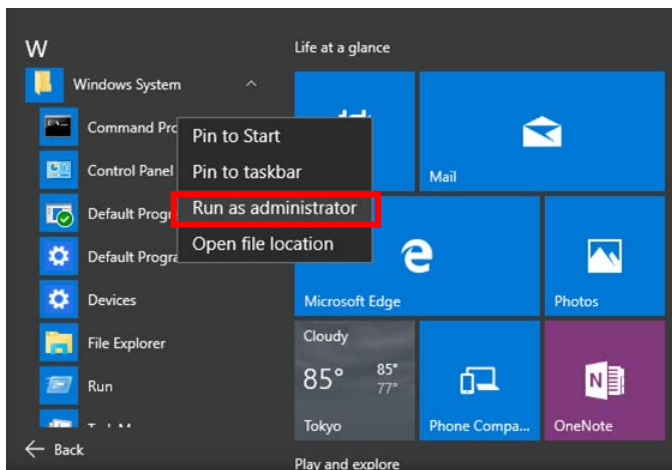 W
Life at a glance
Windows System
Command Pro
Pin to Start
Control Panel
Pin to taskbar
Mail
Default Progr
Run as administrator
Default Progra
Open file location
Devices
Microsoft Edge
Photos
File Explorer
Cloudy
85°
85°
77°
Run
Tokyo
Phone Compa...
OneNote
Back
Play and explore